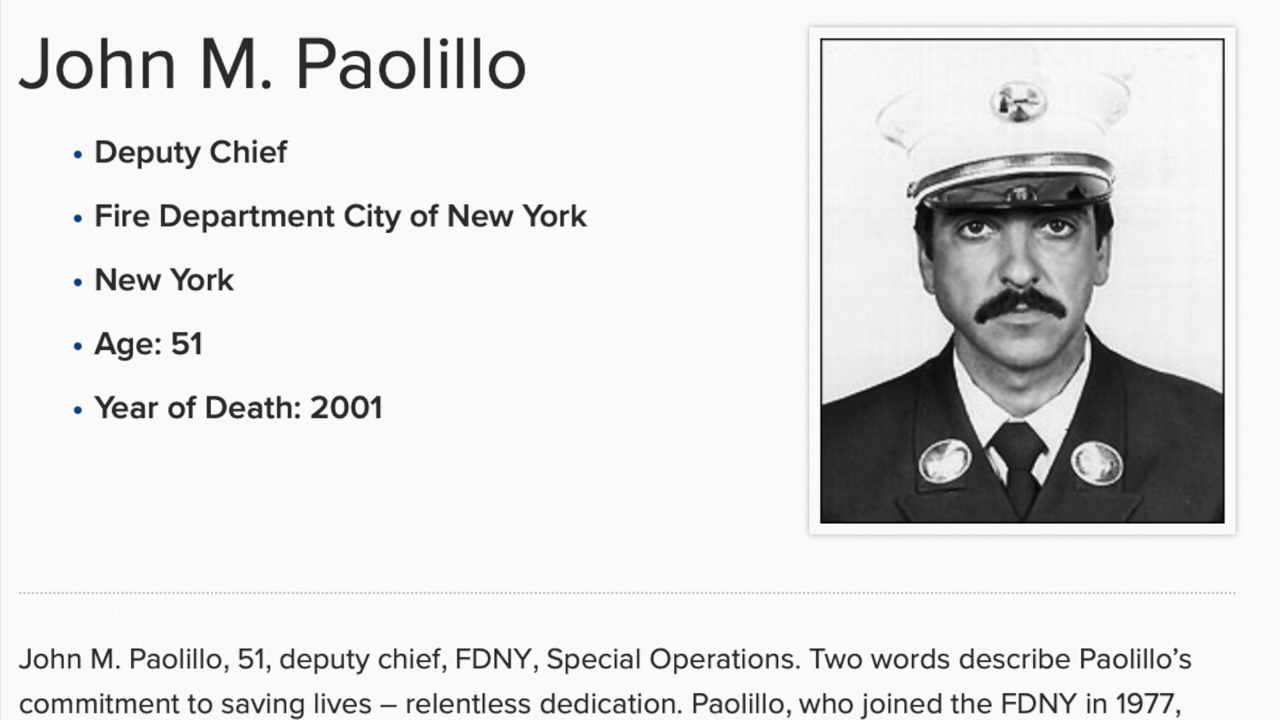 John M. Paolillo
• Deputy Chief
• Fire Department City of New York
• New York
• Age: 51
• Year of Death: 2001
John M. Paolillo, 51, deputy chief, FDNY, Special Operations. Two words describe Paolillo’s
commitment to saving lives – relentless dedication. Paolillo, who joined the FDNY in 1977,